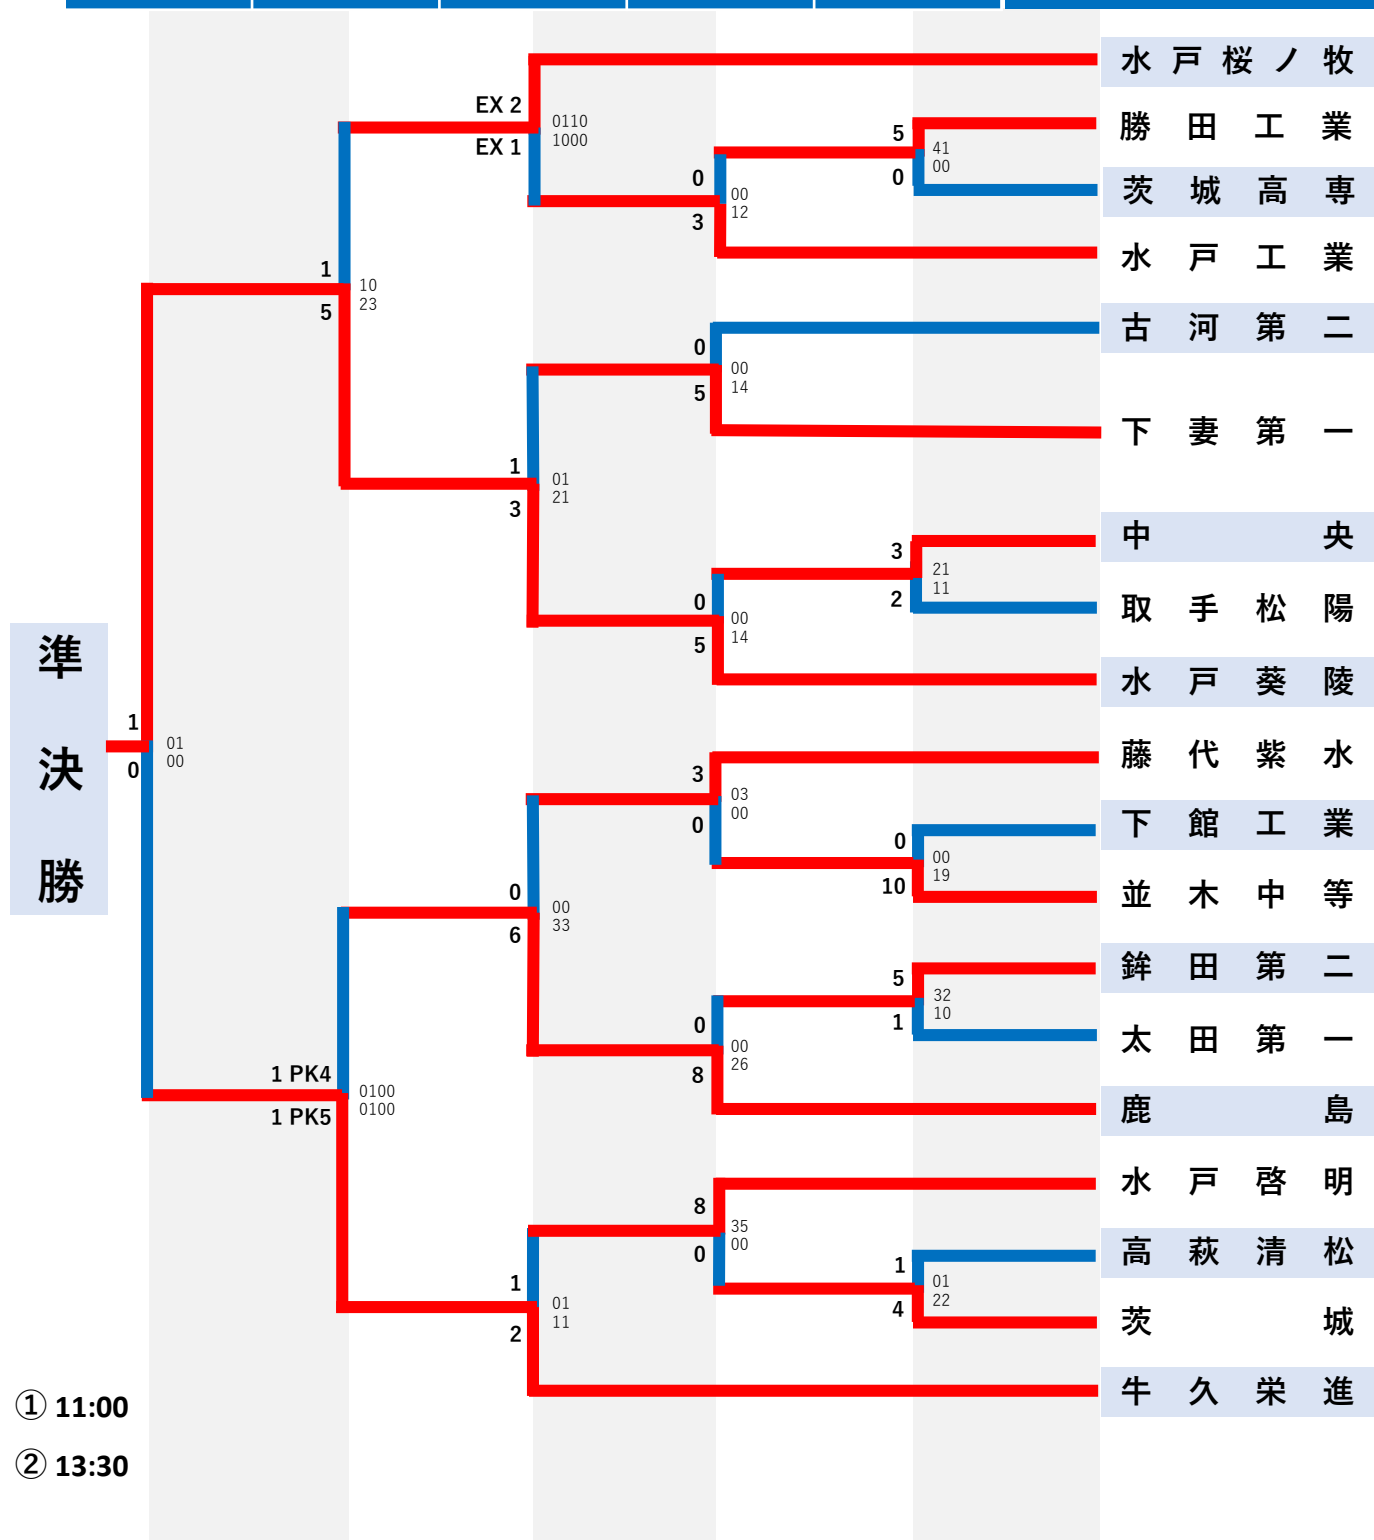 水戸桜ノ牧
EX 2
EX 1
0110
1000
勝田工業
5
0
41
00
茨城高専
0
3
00
12
水戸工業
1
5
10
23
古河第二
0
5
00
14
下妻第一
1
3
01
21
中央
3
2
21
11
取手松陽
0
5
00
14
水戸葵陵
準決勝
1
0
01
00
藤代紫水
3
0
03
00
下館工業
0
10
00
19
並木中等
0
6
00
33
鉾田第二
5
1
32
10
太田第一
0
8
00
26
鹿島
1 PK4
1 PK5
0100
0100
水戸啓明
8
0
35
00
高萩清松
1
4
01
22
茨城
1
2
01
11
牛久栄進
① 11:00
② 13:30